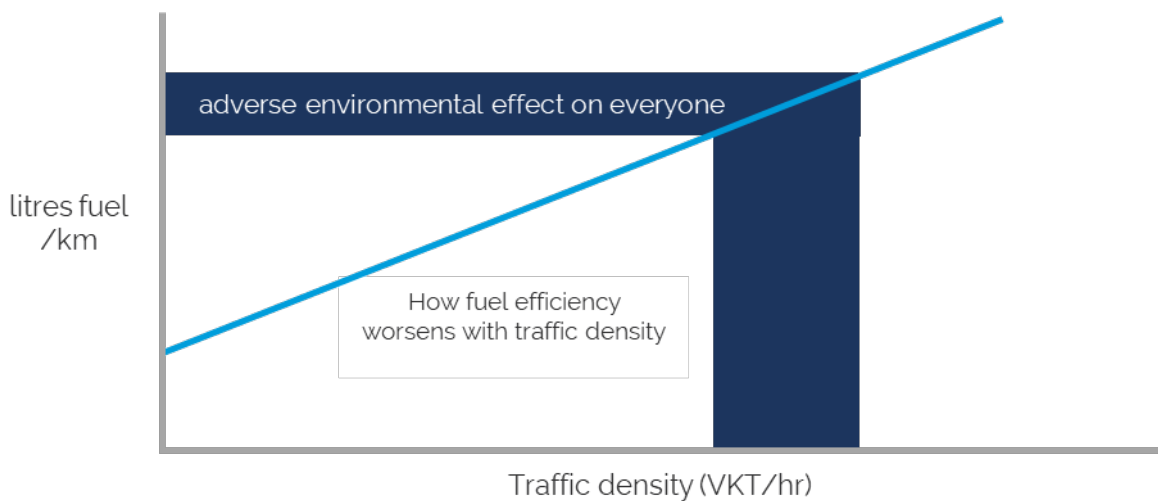 adverse environmental effect on everyone
litres fuel
/km
How fuel efficiency
worsens with traffic density
Traffic density (VKT/hr)